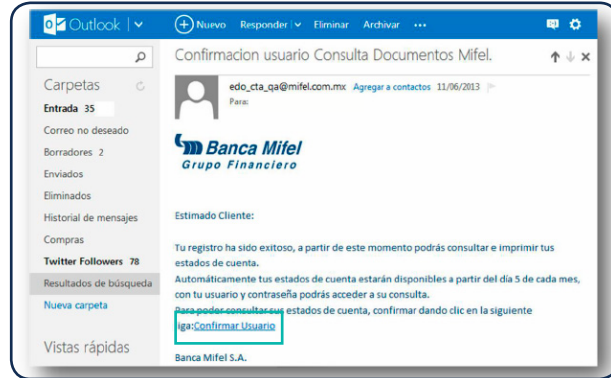 Outlook
Nuevo Responder Eliminar Archivar ...
Confirmacion usuario Consulta Documentos Mifel.
Carpetas
Entrada 35
Correo no deseado
Borradores 2
Enviados
Eliminados
Historial de mensajes
Compras
Twitter Followers 78
Resultados de búsqueda
Nueva carpeta
Vistas rápidas
edo_cta_qa@mifel.com.mx Agregar a contactos 11/06/2013
Para:
Banca Mifel
Grupo Financiero
Estimado Cliente:
Tu registro ha sido exitoso, a partir de este momento podrás consultar e imprimir tus
estados de cuenta.
Automáticamente tus estados de cuenta estarán disponibles a partir del día 5 de cada mes,
con tu usuario y contraseña podrás acceder a su consulta.
Para poder consultar sus estados de cuenta, confirmar dando clic en la siguiente
iga:Confirmar Usuario
Banca Mifel S.A.